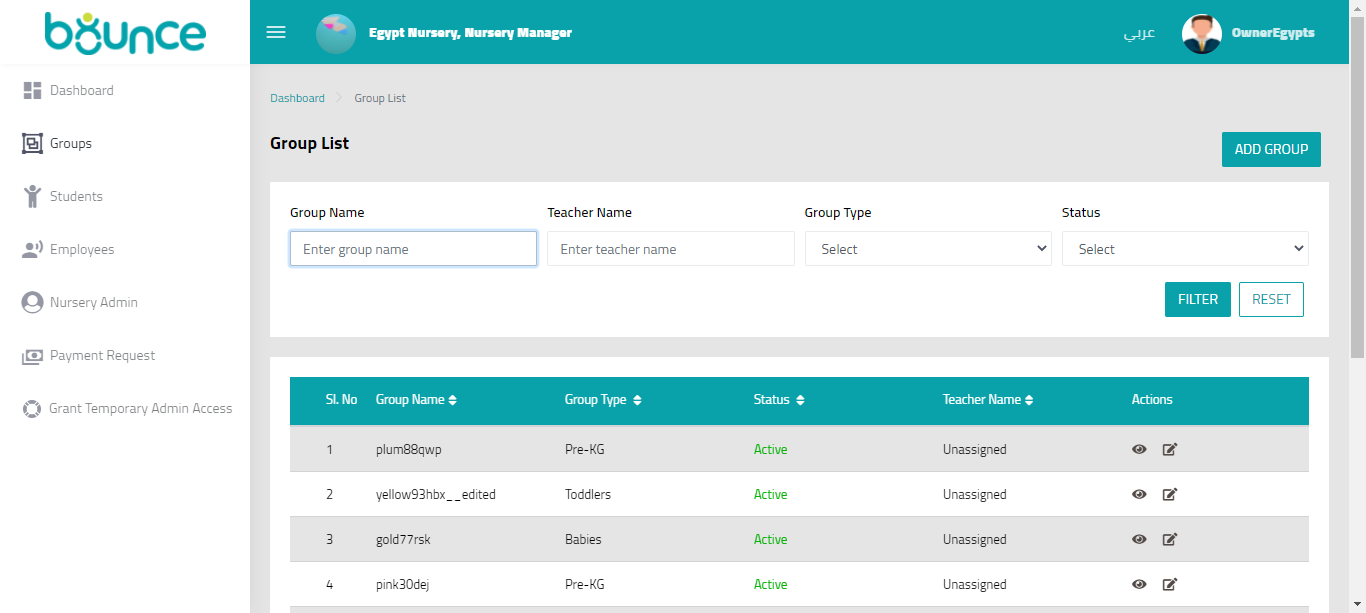 bounce
Egypt Nursery, Nursery Manager
عربي
OwnerEgypts
Dashboard
Groups
Students
Employees
Nursery Admin
Payment Request
Grant Temporary Admin Access
Dashboard > Group List
Group List
ADD GROUP
Group Name Teacher Name Group Type Status
Enter group name Enter teacher name Select Select
FILTER RESET
Sl. No Group Name Group Type Status Teacher Name Actions
1 plum88qwp Pre-KG Active Unassigned
2 yellow93hbx__edited Toddlers Active Unassigned
3 gold77rsk Babies Active Unassigned
4 pink30dej Pre-KG Active Unassigned